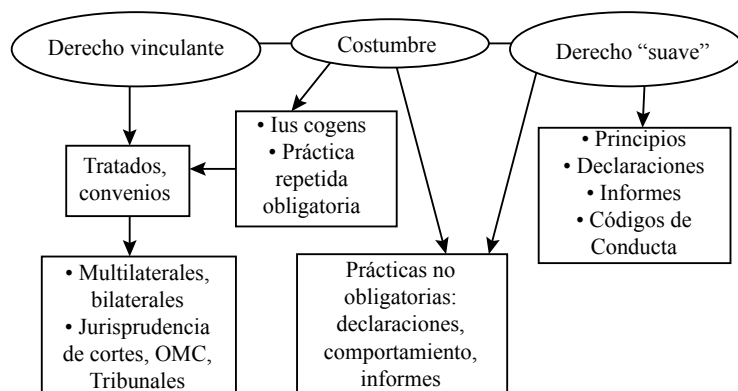 Derecho vinculante
Costumbre
Derecho “suave”
• Ius cogens
• Práctica
repetida
obligatoria
Tratados,
convenios
• Principios
• Declaraciones
• Informes
• Códigos de
Conducta
• Multilaterales,
bilaterales
• Jurisprudencia
de cortes, OMC,
Tribunales
Prácticas no
obligatorias:
declaraciones,
comportamiento,
informes